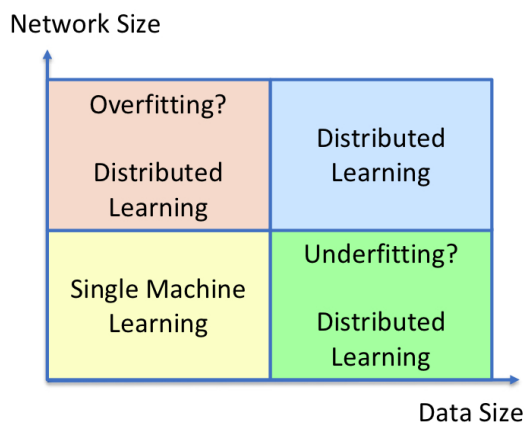 Network Size
Overfitting?
Distributed
Learning
Distributed
Learning
Single Machine
Learning
Underfitting?
Distributed
Learning
Data Size